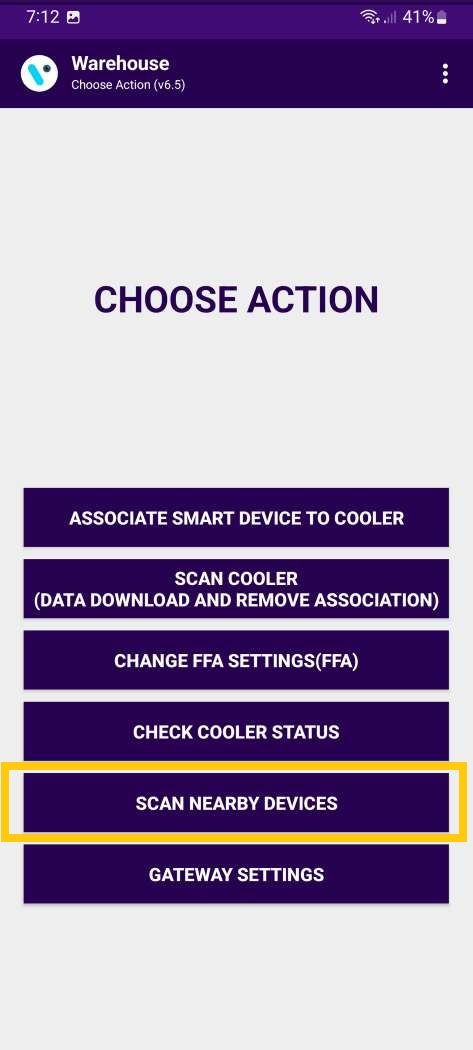 7:12
41%
Warehouse
Choose Action (v6.5)
CHOOSE ACTION
ASSOCIATE SMART DEVICE TO COOLER
SCAN COOLER
(DATA DOWNLOAD AND REMOVE ASSOCIATION)
CHANGE FFA SETTINGS(FFA)
CHECK COOLER STATUS
SCAN NEARBY DEVICES
GATEWAY SETTINGS